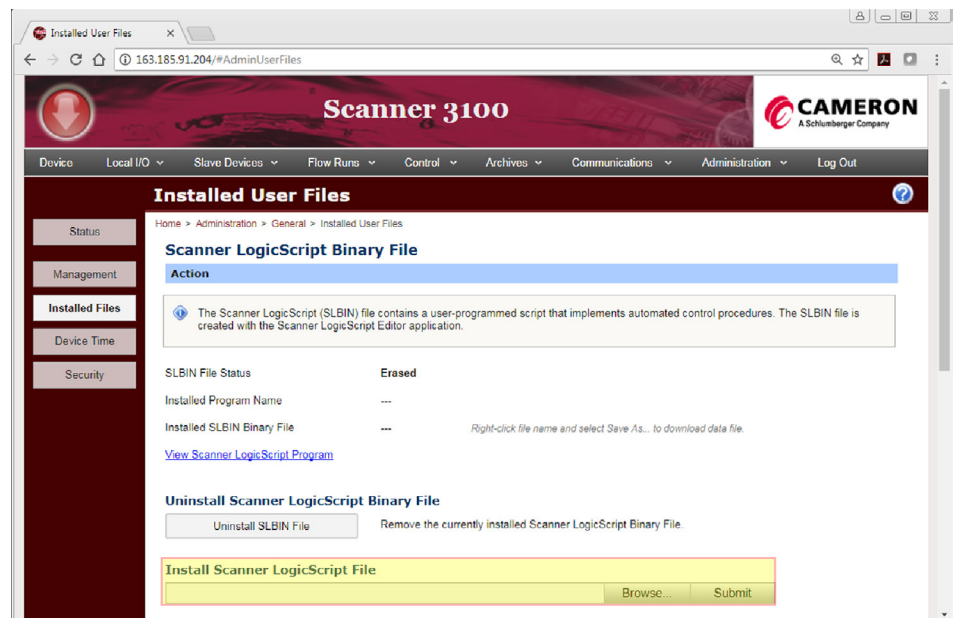 Installed User Files
163.185.91.204/#AdminUserFiles
Scanner 3100
CAMERON
A Schlumberger Company
Device Local I/O Slave Devices Flow Runs Control Archives Communications Administration Log Out
Installed User Files
Home > Administration > General > Installed User Files
Status
Management
Installed Files
Device Time
Security
Scanner LogicScript Binary File
Action
The Scanner LogicScript (SLBIN) file contains a user-programmed script that implements automated control procedures. The SLBIN file is
created with the Scanner LogicScript Editor application.
SLBIN File Status Erased
Installed Program Name ---
Installed SLBIN Binary File --- Right-click file name and select Save As... to download data file.
View Scanner LogicScript Program
Uninstall Scanner LogicScript Binary File
Uninstall SLBIN File Remove the currently installed Scanner LogicScript Binary File.
Install Scanner LogicScript File
Browse... Submit